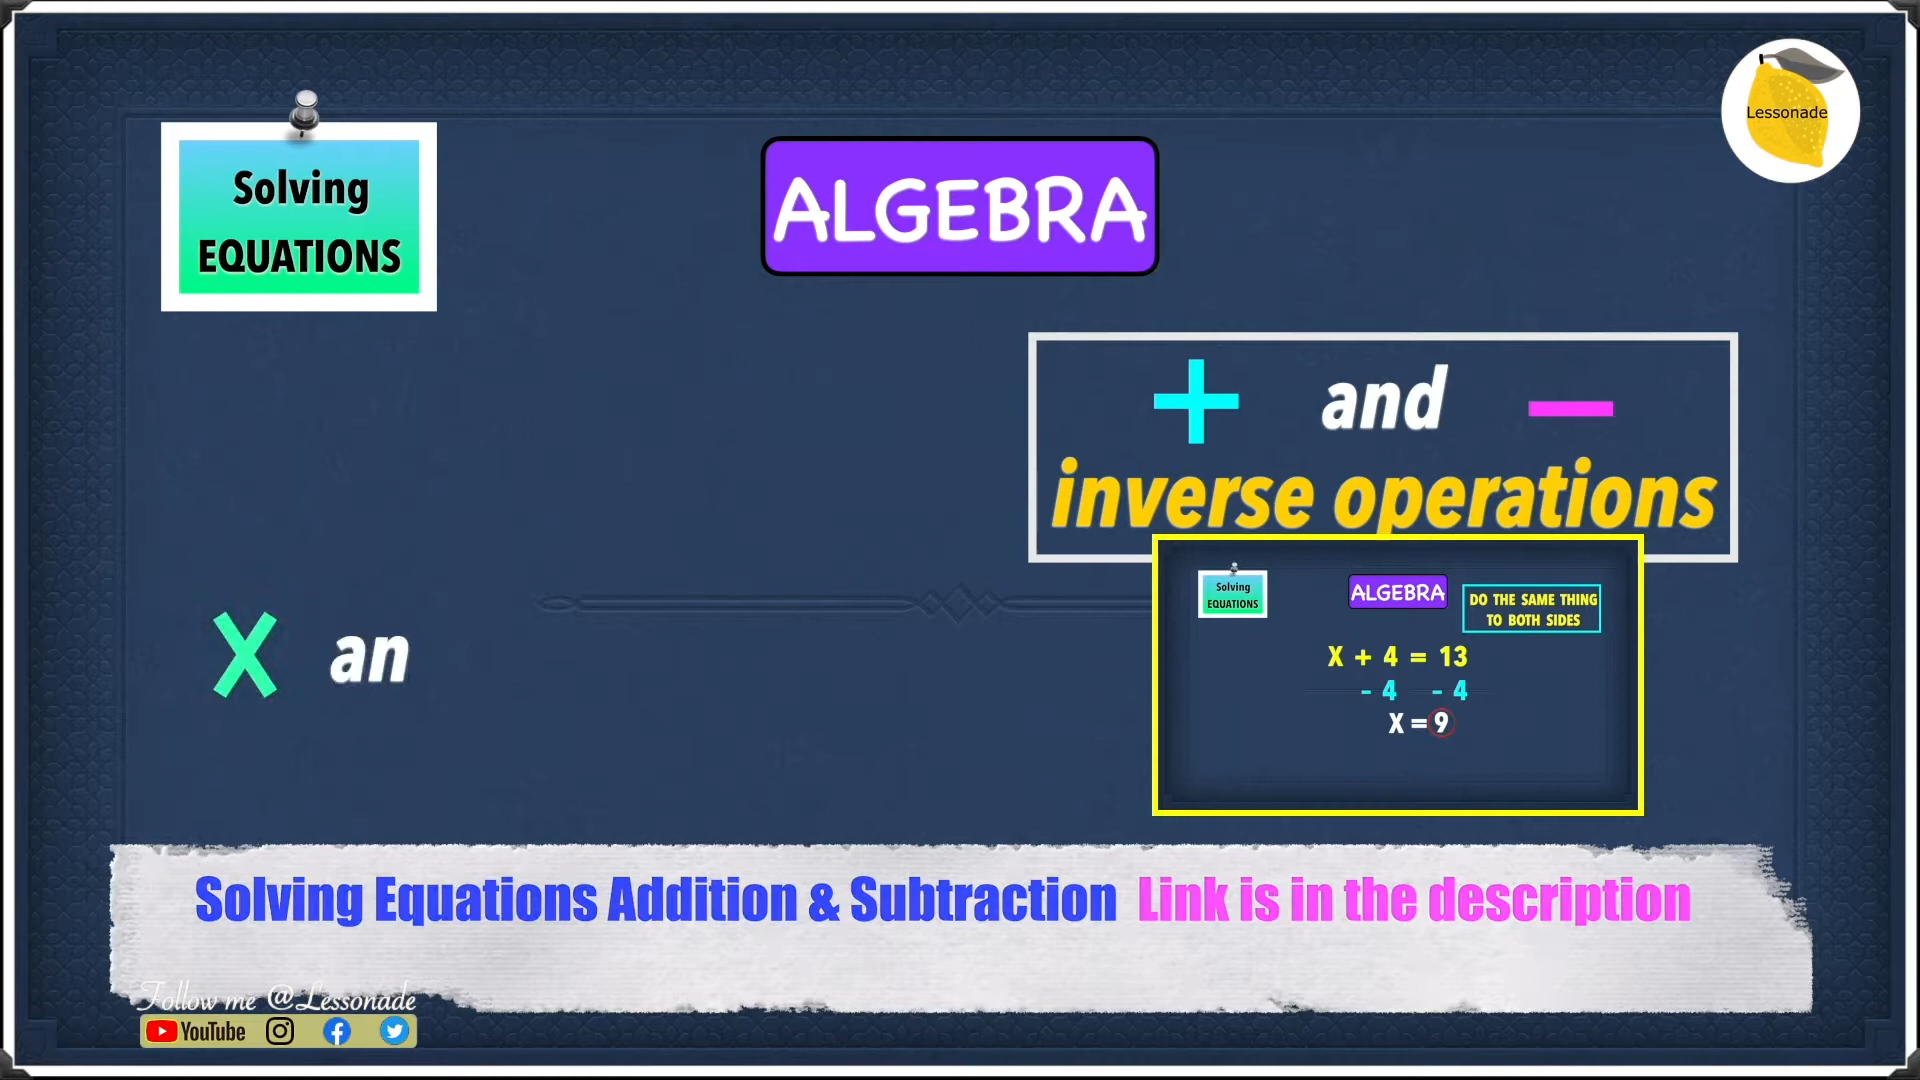 Lessonade
Solving
EQUATIONS
ALGEBRA
+ and −
inverse operations
X an
Solving
EQUATIONS
ALGEBRA
DO THE SAME THING
TO BOTH SIDES
X + 4 = 13
- 4 - 4
X = 9
Solving Equations Addition & Subtraction Link is in the description
Follow me @Lessonade
YouTube